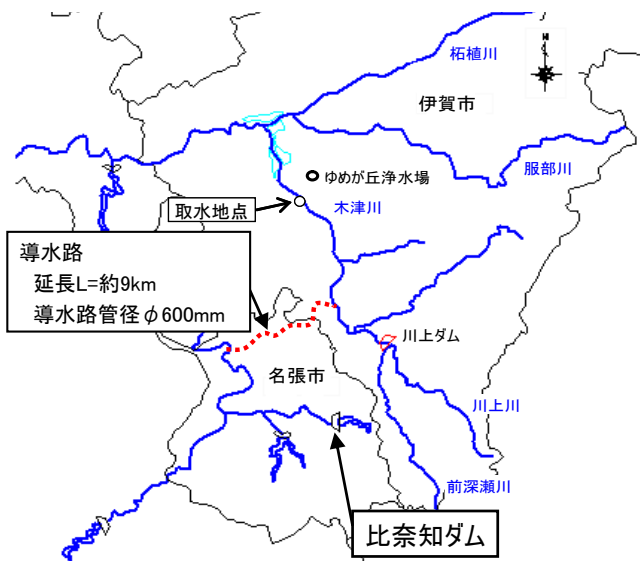 柘植川
伊賀市
服部川
ゆめが丘浄水場
取水地点
木津川
導水路
延長L=約9km
導水路管径φ600mm
川上ダム
名張市
川上川
前深瀬川
比奈知ダム